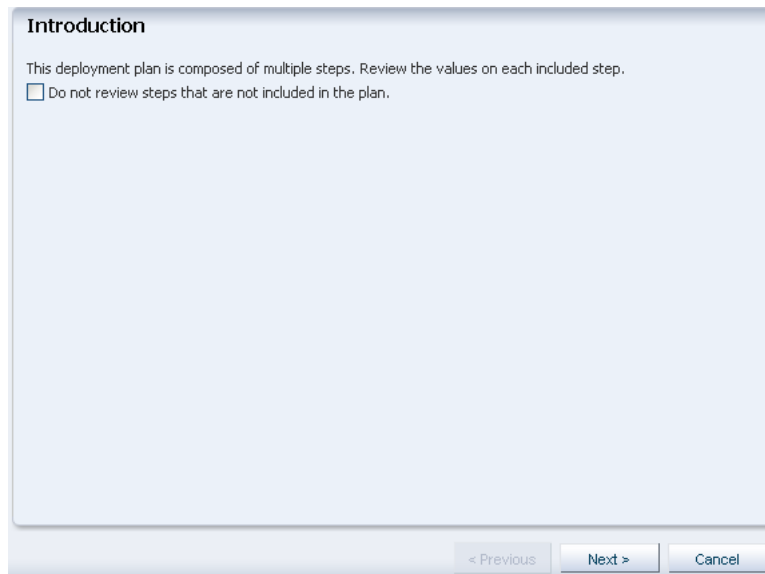 Introduction
This deployment plan is composed of multiple steps. Review the values on each included step.
Do not review steps that are not included in the plan.
< Previous
Next >
Cancel